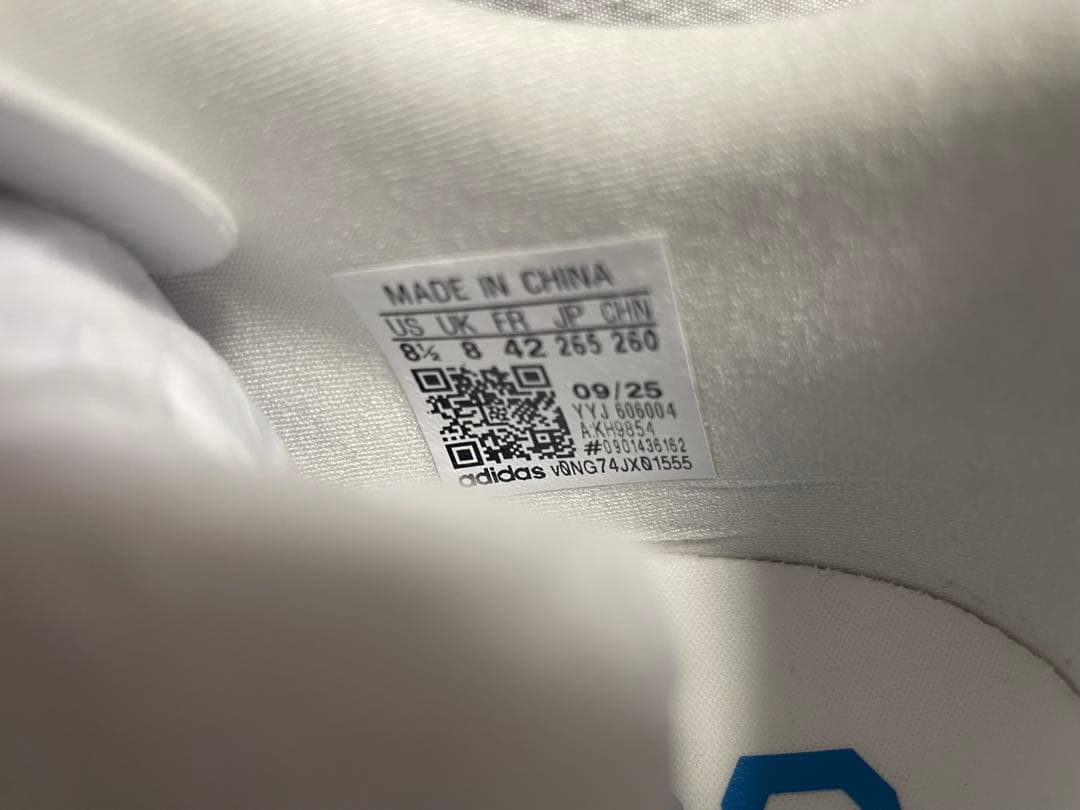 MADE IN CHINA
US UK FR JP CHN
8½ 8 42 265 260
09/25
YYJ 606004
A:KH9854
#0901436162
adidas v0NG74JX01555